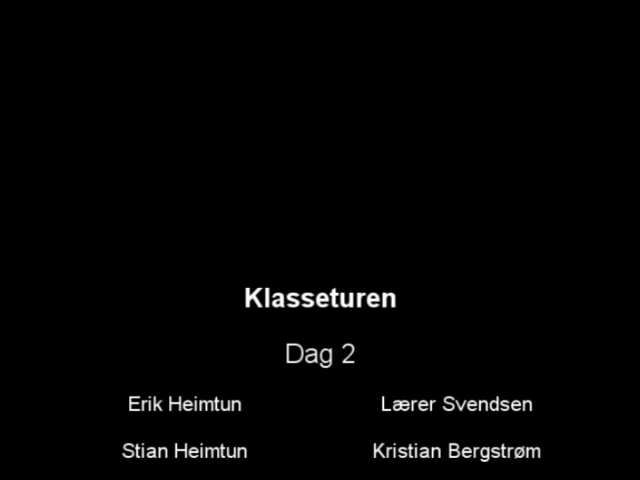 Klasseturen
Dag 2
Erik Heimtun Lærer Svendsen
Stian Heimtun Kristian Bergstrøm